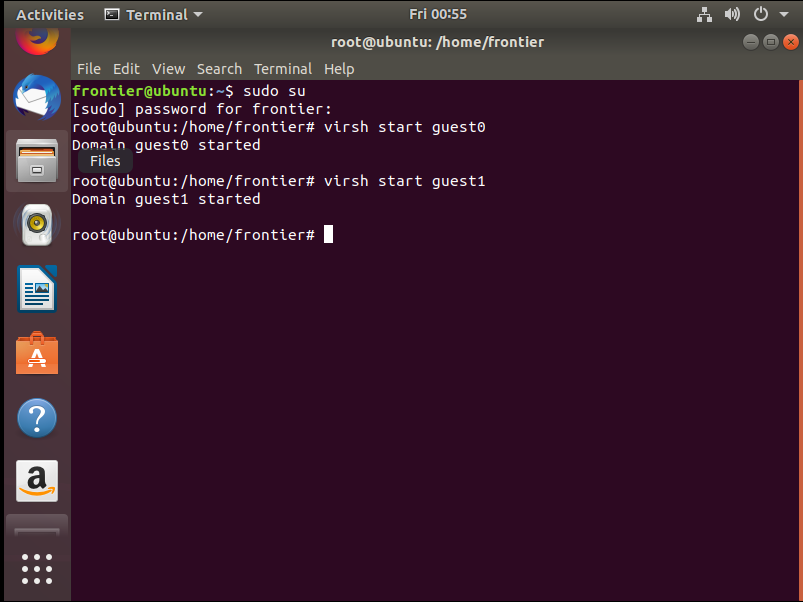 Activities Terminal Fri 00:55
root@ubuntu: /home/frontier
File Edit View Search Terminal Help
frontier@ubuntu:~$ sudo su
[sudo] password for frontier:
root@ubuntu:/home/frontier# virsh start guest0
Domain guest0 started
Files
root@ubuntu:/home/frontier# virsh start guest1
Domain guest1 started
root@ubuntu:/home/frontier#